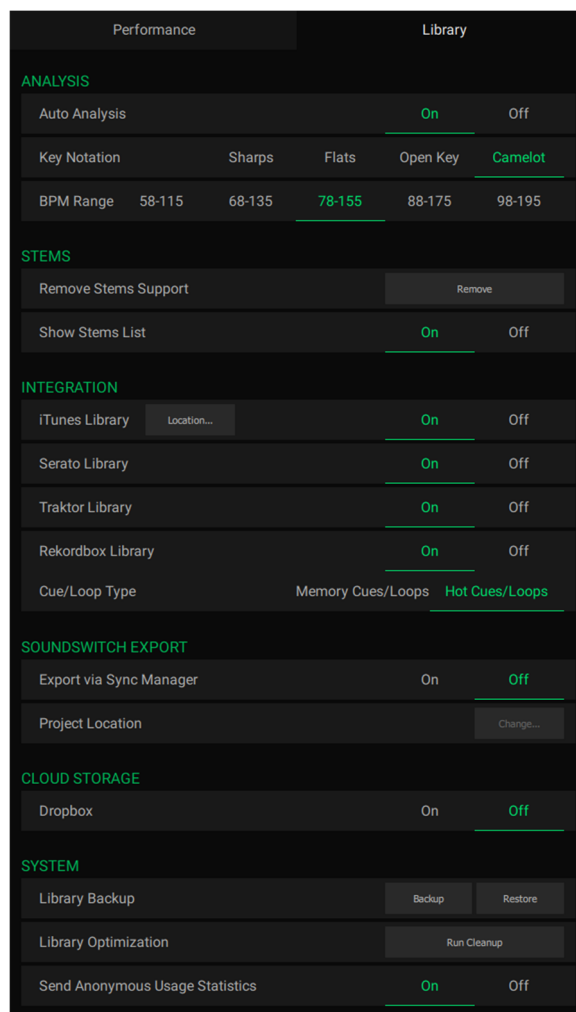 Performance Library
ANALYSIS
Auto Analysis On Off
Key Notation Sharps Flats Open Key Camelot
BPM Range 58-115 68-135 78-155 88-175 98-195
STEMS
Remove Stems Support Remove
Show Stems List On Off
INTEGRATION
iTunes Library Location... On Off
Serato Library On Off
Traktor Library On Off
Rekordbox Library On Off
Cue/Loop Type Memory Cues/Loops Hot Cues/Loops
SOUNDSWITCH EXPORT
Export via Sync Manager On Off
Project Location Change...
CLOUD STORAGE
Dropbox On Off
SYSTEM
Library Backup Backup Restore
Library Optimization Run Cleanup
Send Anonymous Usage Statistics On Off